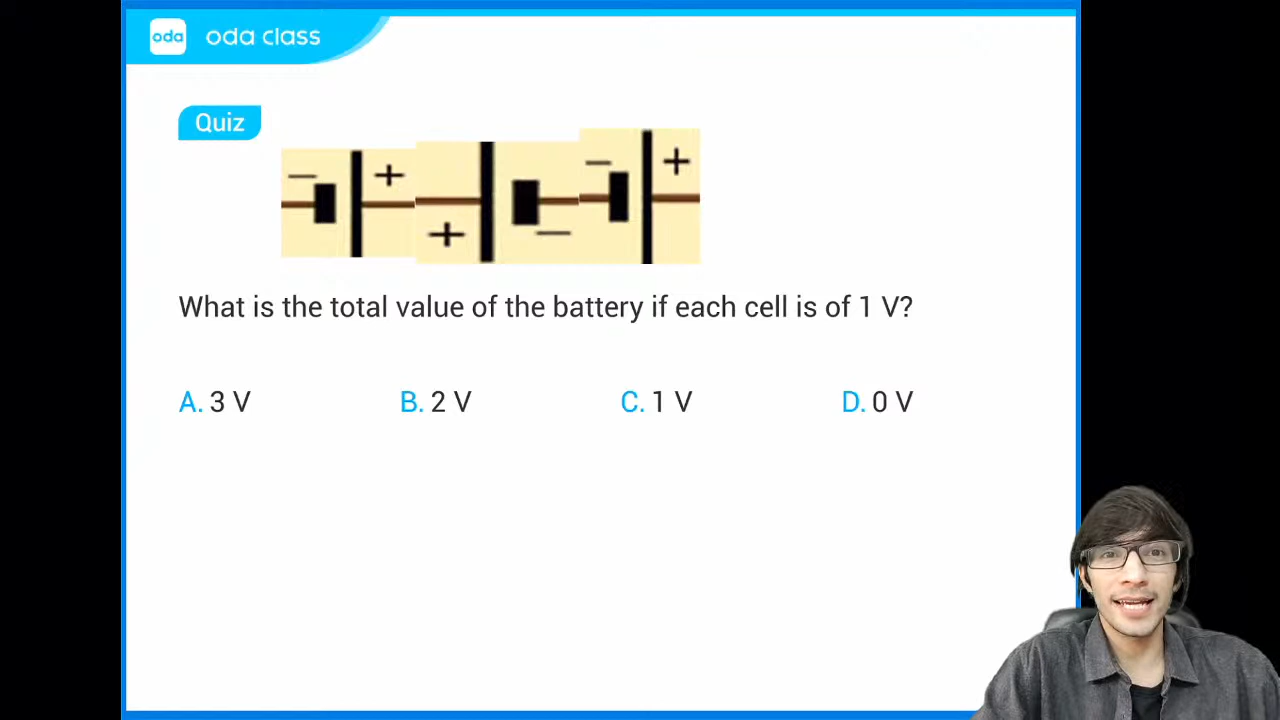 oda oda class
Quiz
− + − +
+ −
What is the total value of the battery if each cell is of 1 V?
A. 3 V B. 2 V C. 1 V D. 0 V